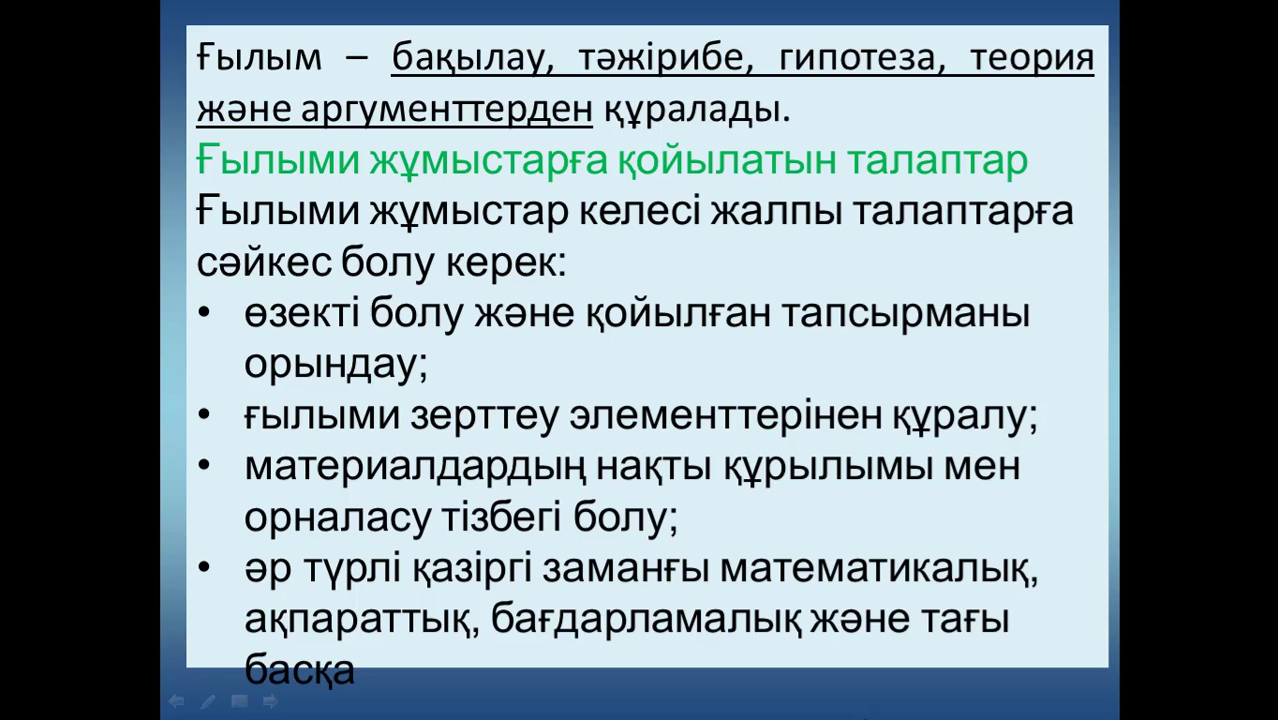 Ғылым – бақылау, тәжірибе, гипотеза, теория
және аргументтерден құралады.
Ғылыми жұмыстарға қойылатын талаптар
Ғылыми жұмыстар келесі жалпы талаптарға
сәйкес болу керек:
• өзекті болу және қойылған тапсырманы
орындау;
• ғылыми зерттеу элементтерінен құралу;
• материалдардың нақты құрылымы мен
орналасу тізбегі болу;
• әр түрлі қазіргі заманғы математикалық,
ақпараттық, бағдарламалық және тағы
басқа